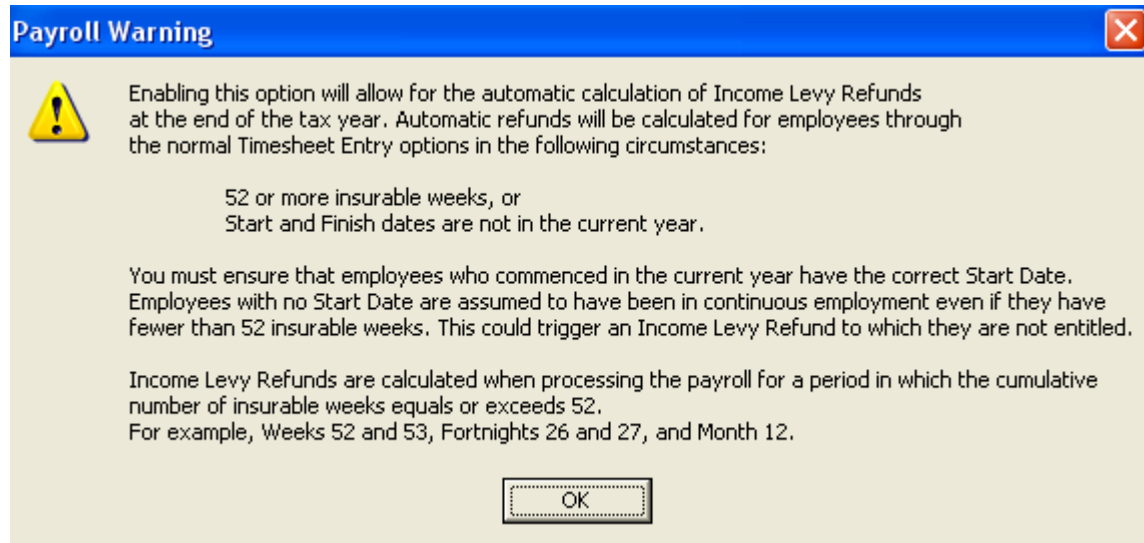 Payroll Warning
Enabling this option will allow for the automatic calculation of Income Levy Refunds
at the end of the tax year. Automatic refunds will be calculated for employees through
the normal Timesheet Entry options in the following circumstances:
52 or more insurable weeks, or
Start and Finish dates are not in the current year.
You must ensure that employees who commenced in the current year have the correct Start Date.
Employees with no Start Date are assumed to have been in continuous employment even if they have
fewer than 52 insurable weeks. This could trigger an Income Levy Refund to which they are not entitled.
Income Levy Refunds are calculated when processing the payroll for a period in which the cumulative
number of insurable weeks equals or exceeds 52.
For example, Weeks 52 and 53, Fortnights 26 and 27, and Month 12.
OK